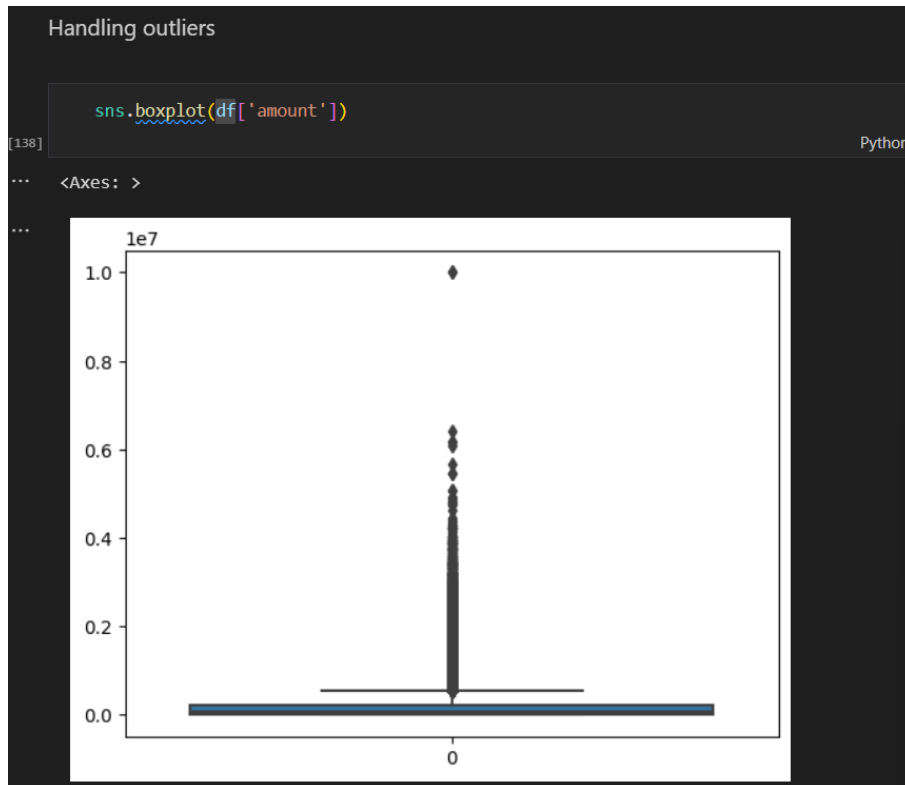 Handling outliers
sns.boxplot(df['amount'])
[138]
Python
... <Axes: >
...
1e7
1.0
0.8
0.6
0.4
0.2
0.0
0